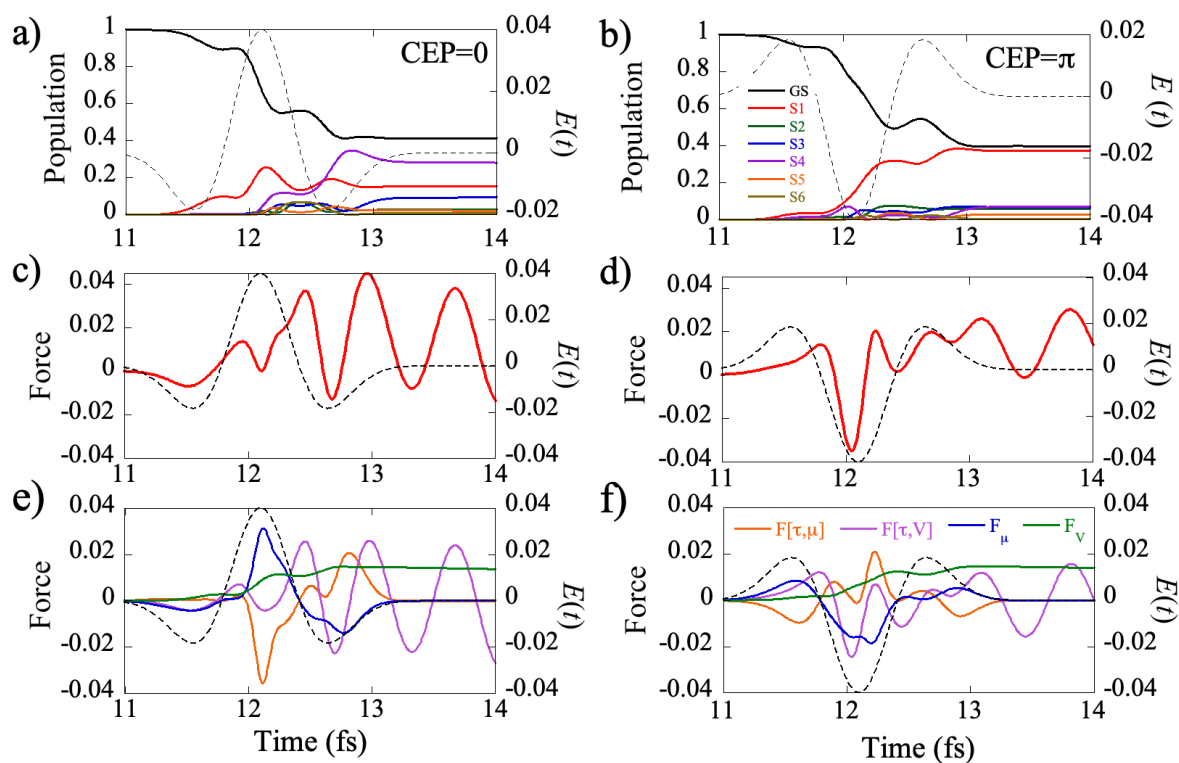 a)
CEP=0
Population
1
0.8
0.6
0.4
0.2
0
11
12
13
14
0.04
0.02
0
-0.02
E(t)
b)
CEP=π
Population
1
0.8
0.6
0.4
0.2
0
GS
S1
S2
S3
S4
S5
S6
11
12
13
14
0.02
0
-0.02
-0.04
E (t)
c)
Force
0.04
0.02
0
-0.02
-0.04
11
12
13
14
0.04
0.02
0
-0.02
-0.04
E(t)
d)
Force
0.04
0.02
0
-0.02
-0.04
11
12
13
14
0.04
0.02
0
-0.02
-0.04
E(t)
e)
Force
0.04
0.02
0
-0.02
-0.04
11
12
13
14
Time (fs)
0.04
0.02
0
-0.02
-0.04
E(t)
f)
F[τ,μ]
F[τ,V]
Fμ
FV
Force
0.04
0.02
0
-0.02
-0.04
11
12
13
14
Time (fs)
0.04
0.02
0
-0.02
-0.04
E(t)